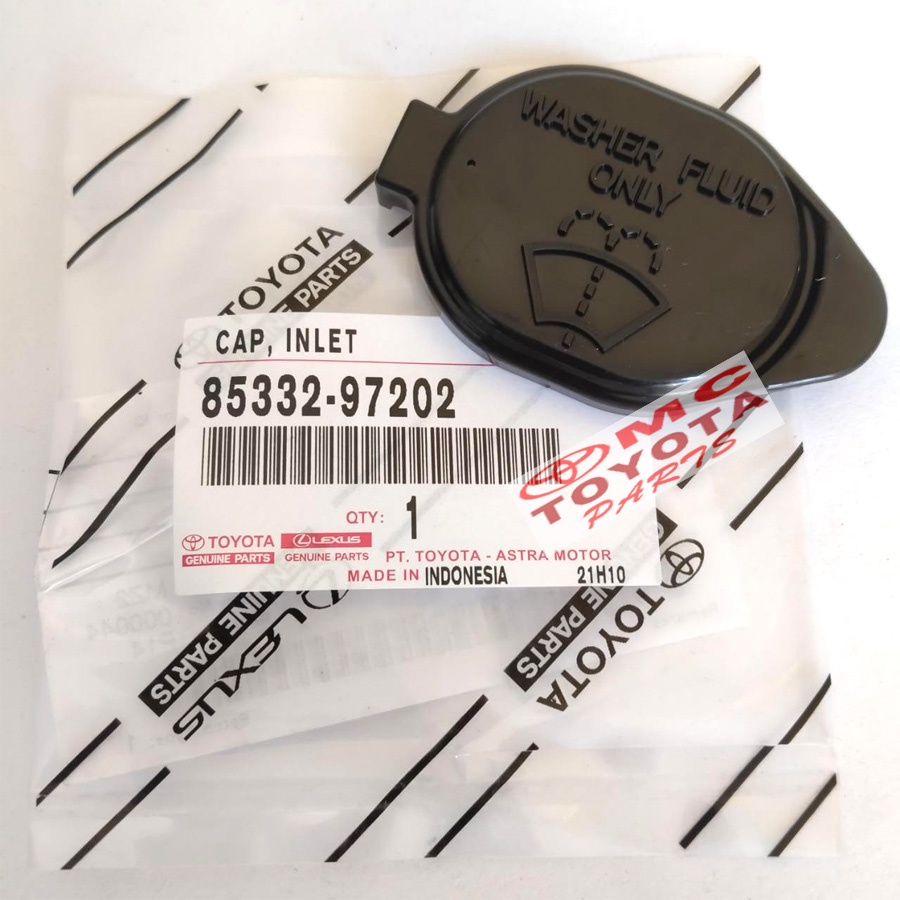 WASHER FLUID
ONLY
TOYOTA
GENUINE PARTS
CAP, INLET
85332-97202
MC
TOYOTA
PARTS
QTY: 1
TOYOTA
GENUINE PARTS
LEXUS
GENUINE PARTS
PT. TOYOTA - ASTRA MOTOR
MADE IN INDONESIA
21H10
GENUINE PARTS
LEXUS
GENUINE PARTS
TOYOTA